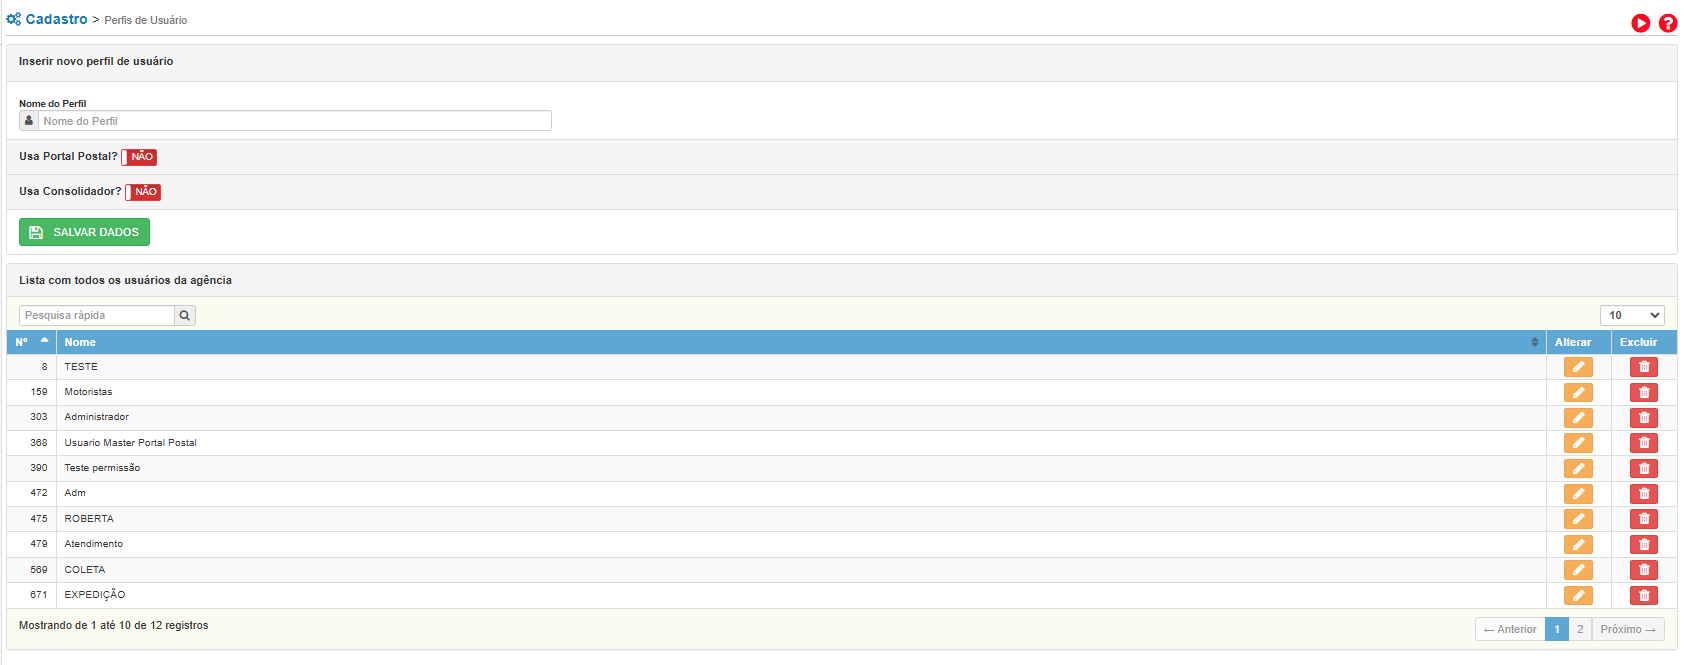 Cadastro > Perfis de Usuário
Inserir novo perfil de usuário
Nome do Perfil
Nome do Perfil
Usa Portal Postal? NÃO
Usa Consolidador? NÃO
SALVAR DADOS
Lista com todos os usuários da agência
Pesquisa rápida 10
Nº Nome Alterar Excluir
8 TESTE
159 Motoristas
303 Administrador
368 Usuario Master Portal Postal
390 Teste permissão
472 Adm
475 ROBERTA
479 Atendimento
569 COLETA
671 EXPEDIÇÃO
Mostrando de 1 até 10 de 12 registros ← Anterior 1 2 Próximo →